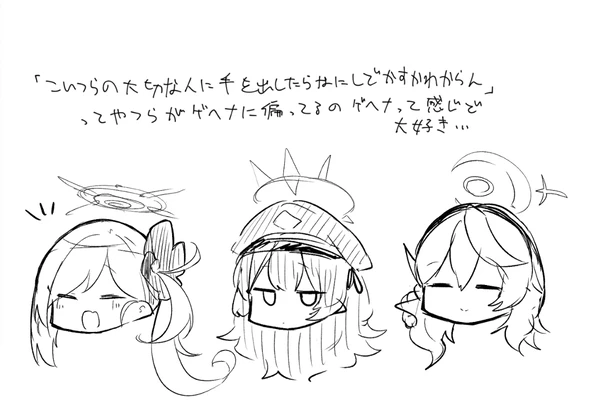 「こいつらの大切な人に手を出したらなにしでかすかわからん」
ってやつらがゲヘナに偏ってるのゲヘナって感じで
大好き…